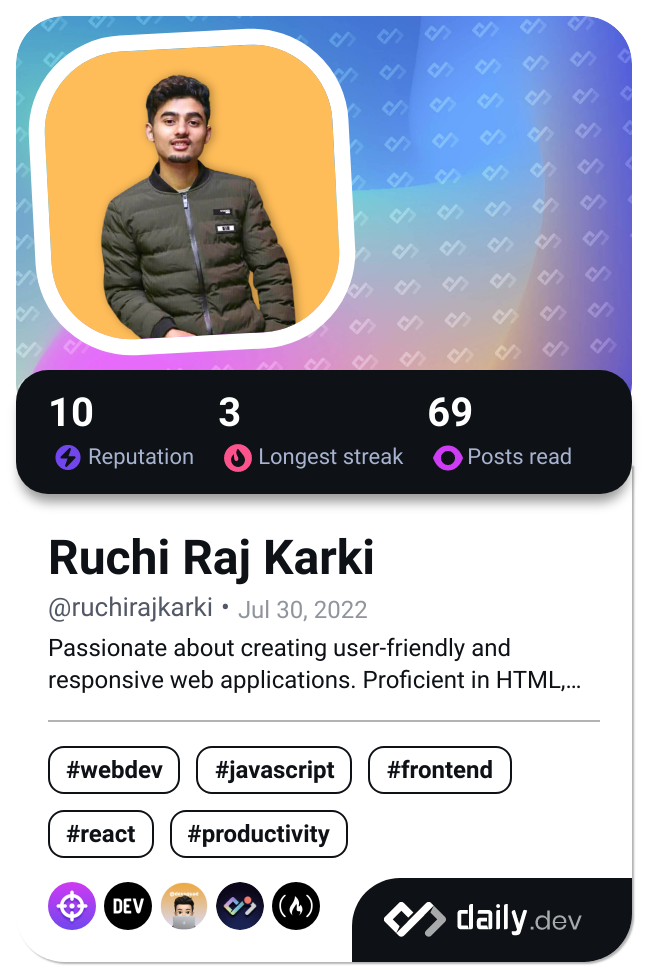 10 3 69
Reputation Longest streak Posts read
Ruchi Raj Karki
@ruchirajkarki • Jul 30, 2022
Passionate about creating user-friendly and
responsive web applications. Proficient in HTML,…
#webdev #javascript #frontend
#react #productivity
DEV
daily.dev